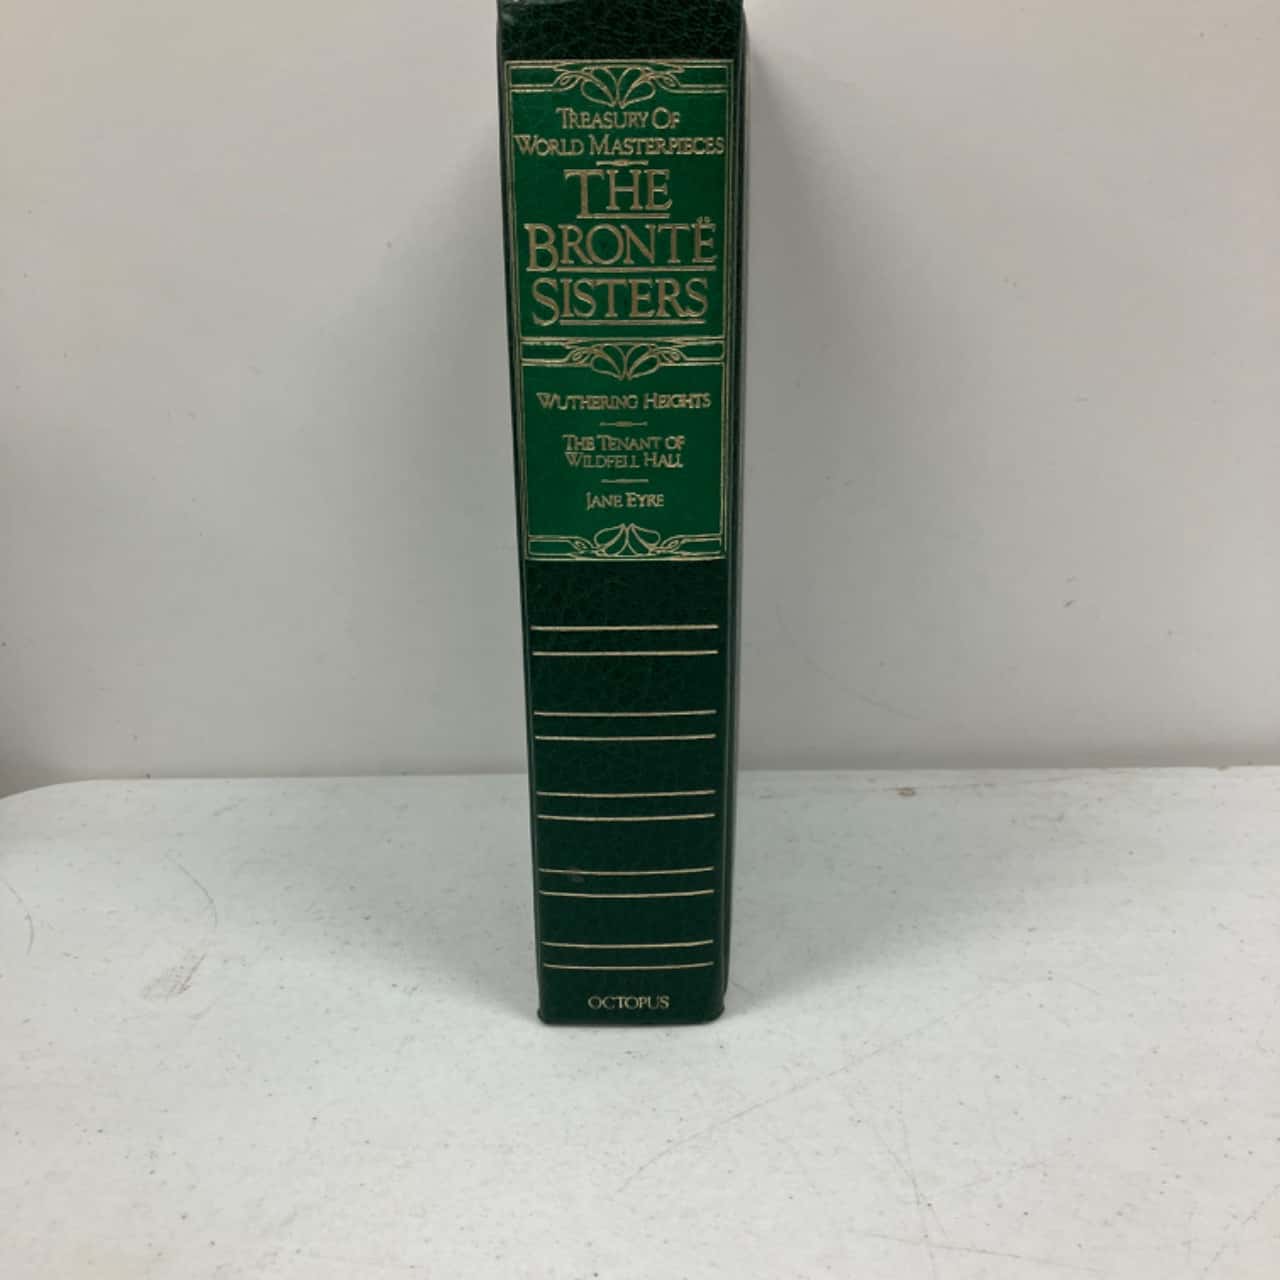 TREASURY OF
WORLD MASTERPIECES
THE
BRONTË
SISTERS
WUTHERING HEIGHTS
THE TENANT OF
WILDFELL HALL
JANE EYRE
OCTOPUS